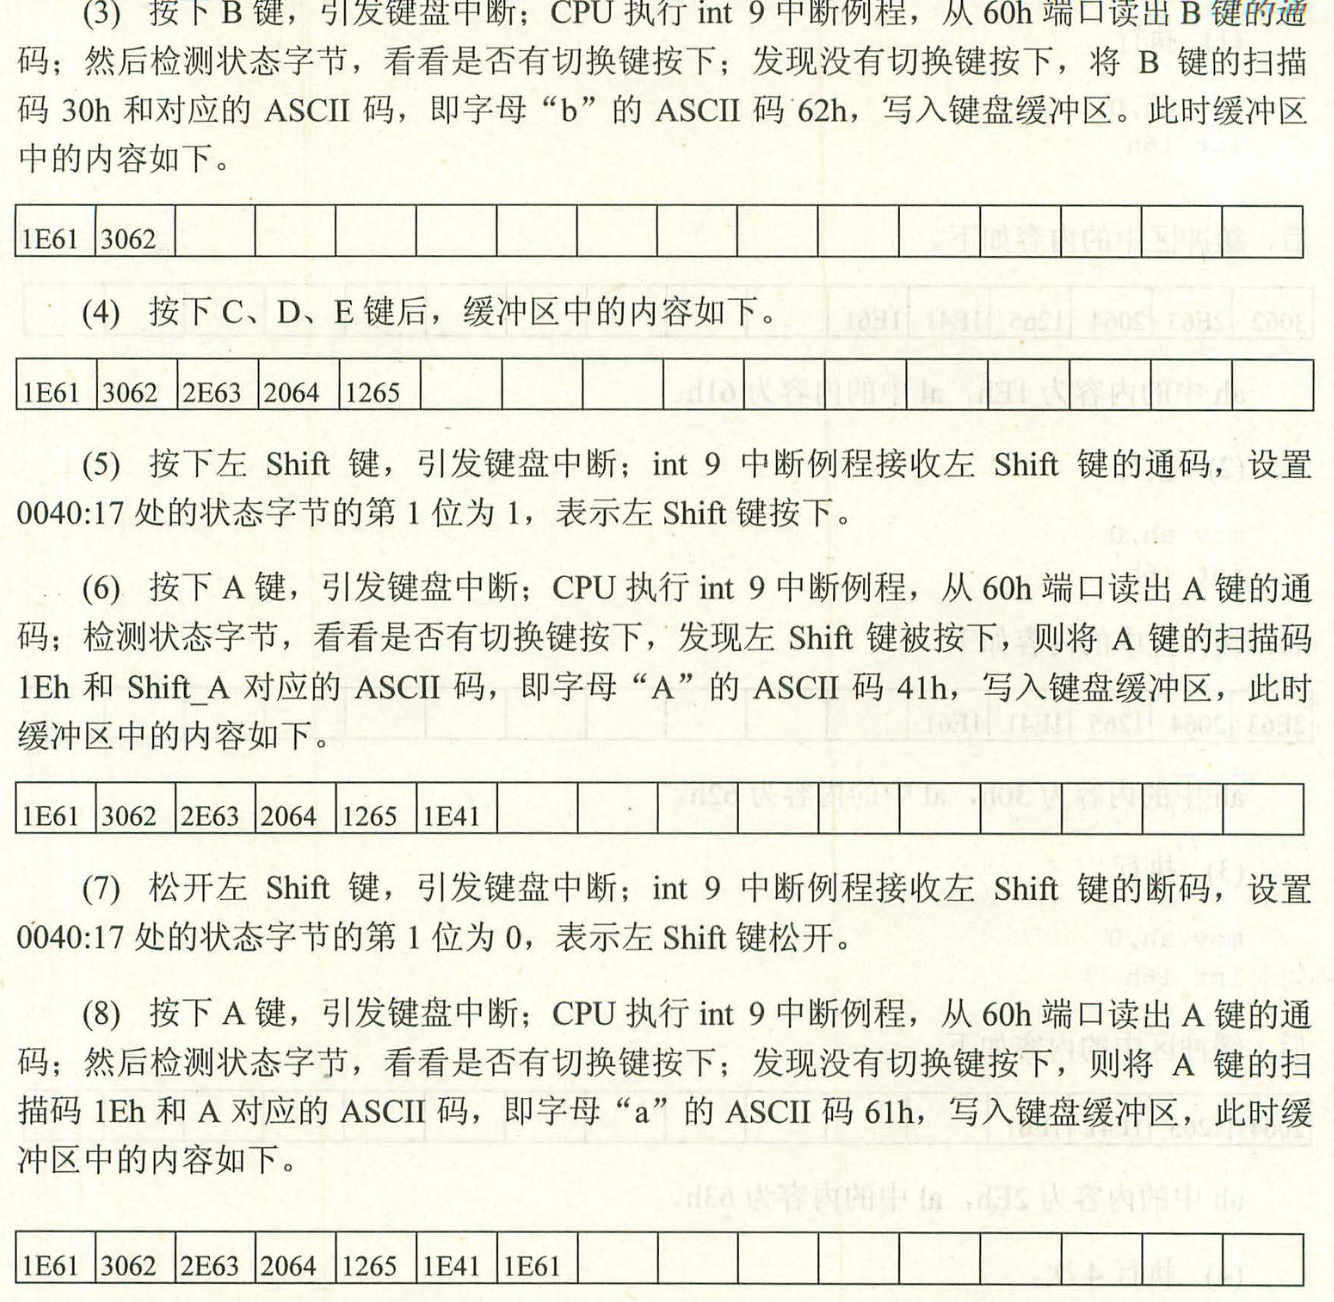 (3) 按下 B 键，引发键盘中断；CPU 执行 int 9 中断例程，从 60h 端口读出 B 键的通
码；然后检测状态字节，看看是否有切换键按下；发现没有切换键按下，将 B 键的扫描
码 30h 和对应的 ASCII 码，即字母“b”的 ASCII 码 62h，写入键盘缓冲区。此时缓冲区
中的内容如下。
1E61 3062
(4) 按下 C、D、E 键后，缓冲区中的内容如下。
1E61 3062 2E63 2064 1265
(5) 按下左 Shift 键，引发键盘中断；int 9 中断例程接收左 Shift 键的通码，设置
0040:17 处的状态字节的第 1 位为 1，表示左 Shift 键按下。
(6) 按下 A 键，引发键盘中断；CPU 执行 int 9 中断例程，从 60h 端口读出 A 键的通
码；检测状态字节，看看是否有切换键按下，发现左 Shift 键被按下，则将 A 键的扫描码
1Eh 和 Shift_A 对应的 ASCII 码，即字母“A”的 ASCII 码 41h，写入键盘缓冲区，此时
缓冲区中的内容如下。
1E61 3062 2E63 2064 1265 1E41
(7) 松开左 Shift 键，引发键盘中断；int 9 中断例程接收左 Shift 键的断码，设置
0040:17 处的状态字节的第 1 位为 0，表示左 Shift 键松开。
(8) 按下 A 键，引发键盘中断；CPU 执行 int 9 中断例程，从 60h 端口读出 A 键的通
码；然后检测状态字节，看看是否有切换键按下；发现没有切换键按下，则将 A 键的扫
描码 1Eh 和 A 对应的 ASCII 码，即字母“a”的 ASCII 码 61h，写入键盘缓冲区，此时缓
冲区中的内容如下。
1E61 3062 2E63 2064 1265 1E41 1E61